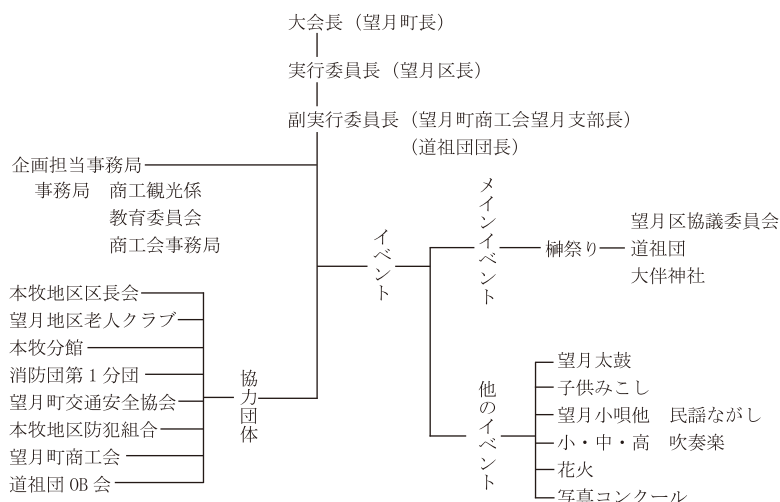 大会長（望月町長）
実行委員長（望月区長）
副実行委員長（望月町商工会望月支部長）
（道祖団団長）
企画担当事務局
事務局　商工観光係
教育委員会
商工会事務局
イベント
メインイベント
榊祭り
望月区協議委員会
道祖団
大伴神社
本牧地区区長会
望月地区老人クラブ
本牧分館
消防団第1分団
望月町交通安全協会
本牧地区防犯組合
望月町商工会
道祖団OB会
協力団体
他のイベント
望月太鼓
子供みこし
望月小唄他　民謡ながし
小・中・高　吹奏楽
花火
写真コンクール